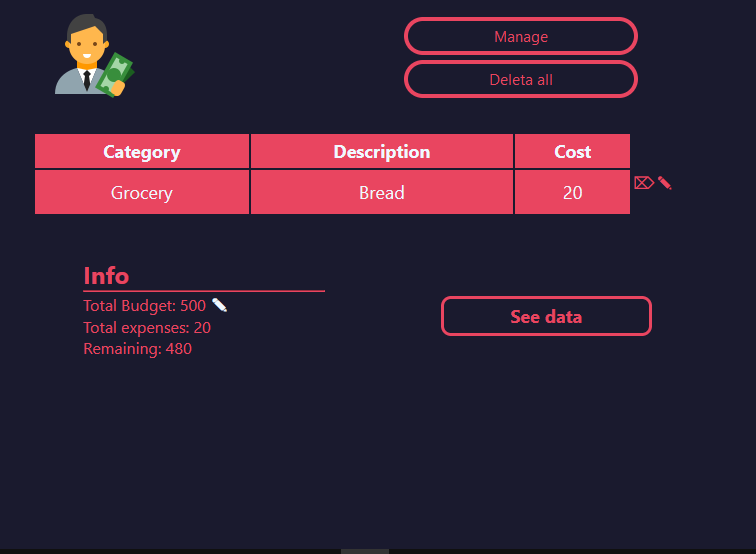 Manage
Deleta all
Category Description Cost
Grocery Bread 20
Info
Total Budget: 500
Total expenses: 20
Remaining: 480
See data